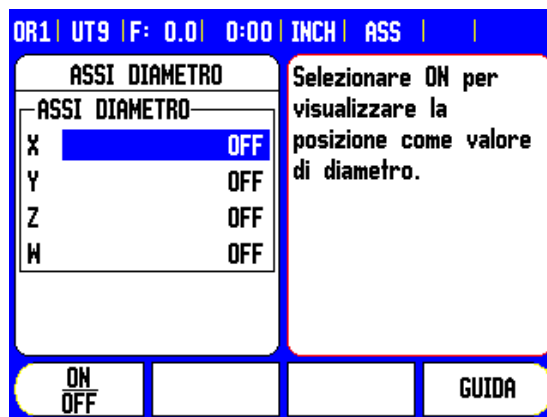 OR1| UT9 |F: 0.0| 0:00| INCH| ASS | |
ASSI DIAMETRO
ASSI DIAMETRO
X OFF
Y OFF
Z OFF
W OFF
Selezionare ON per
visualizzare la
posizione come valore
di diametro.
ON
OFF
GUIDA